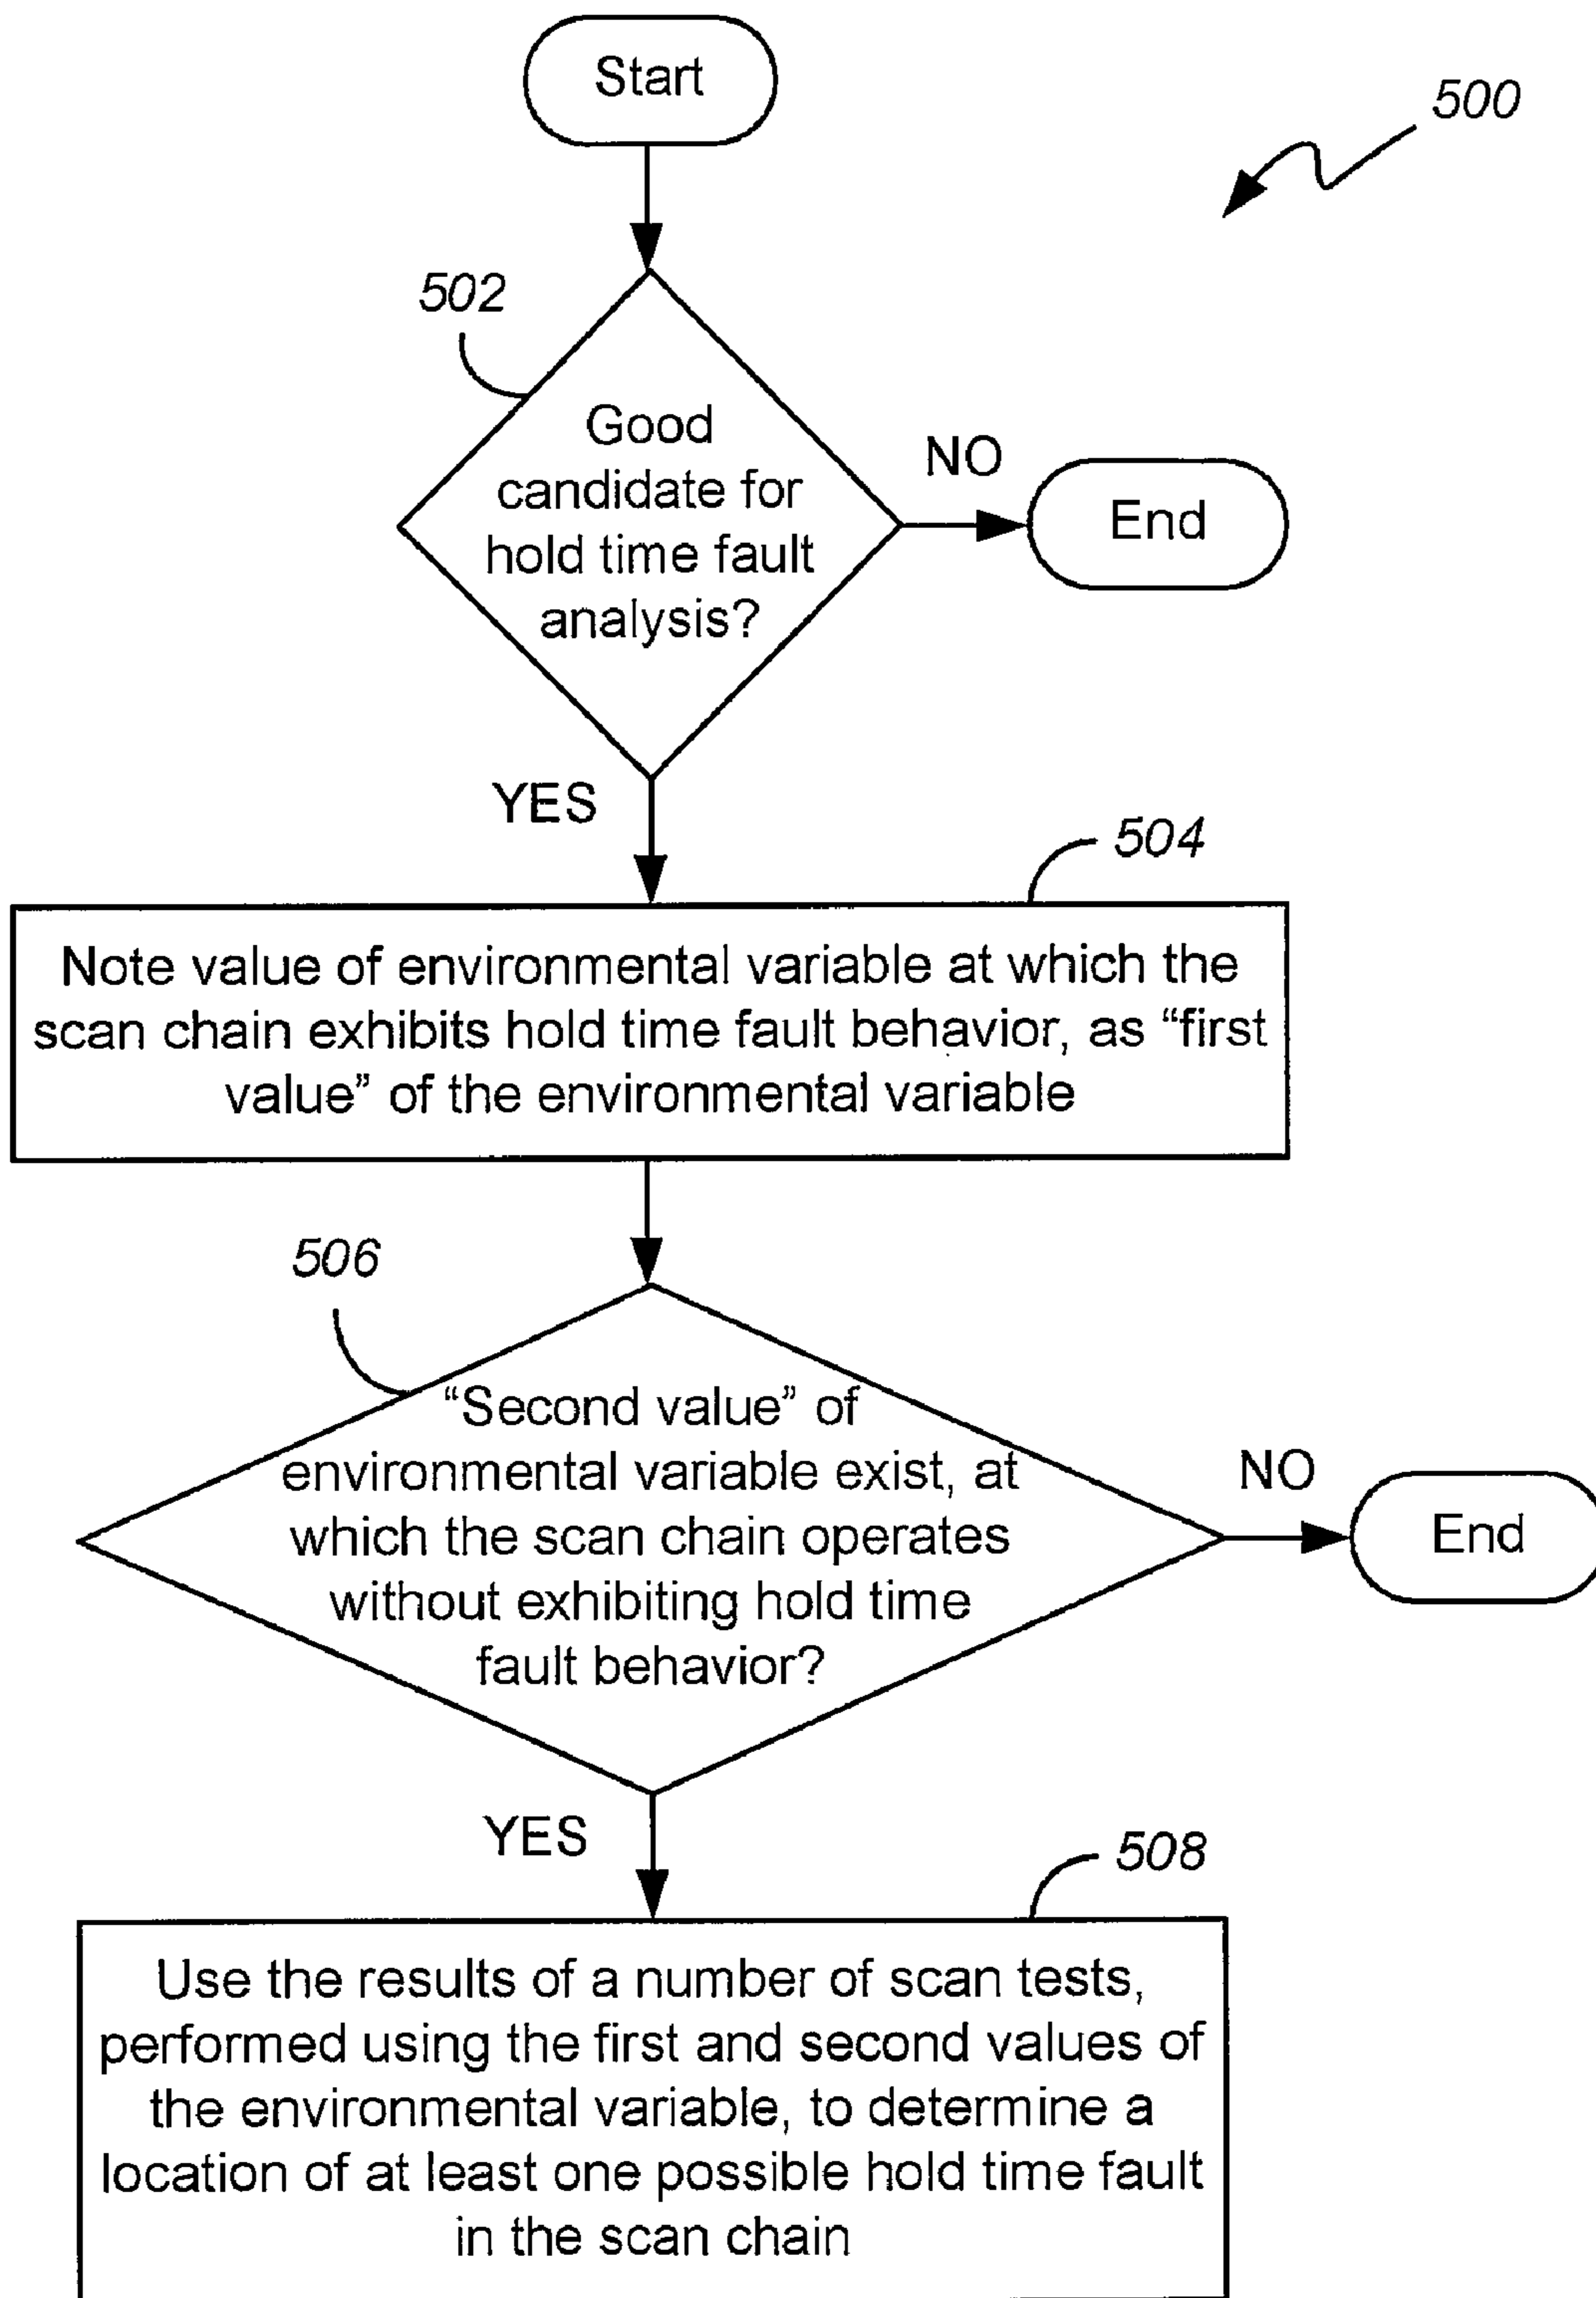 Start
500
502
Good
candidate for
hold time fault
analysis?
NO
End
YES
504
Note value of environmental variable at which the
scan chain exhibits hold time fault behavior, as “first
value” of the environmental variable
506
“Second value” of
environmental variable exist, at
which the scan chain operates
without exhibiting hold time
fault behavior?
NO
End
YES
508
Use the results of a number of scan tests,
performed using the first and second values of
the environmental variable, to determine a
location of at least one possible hold time fault
in the scan chain